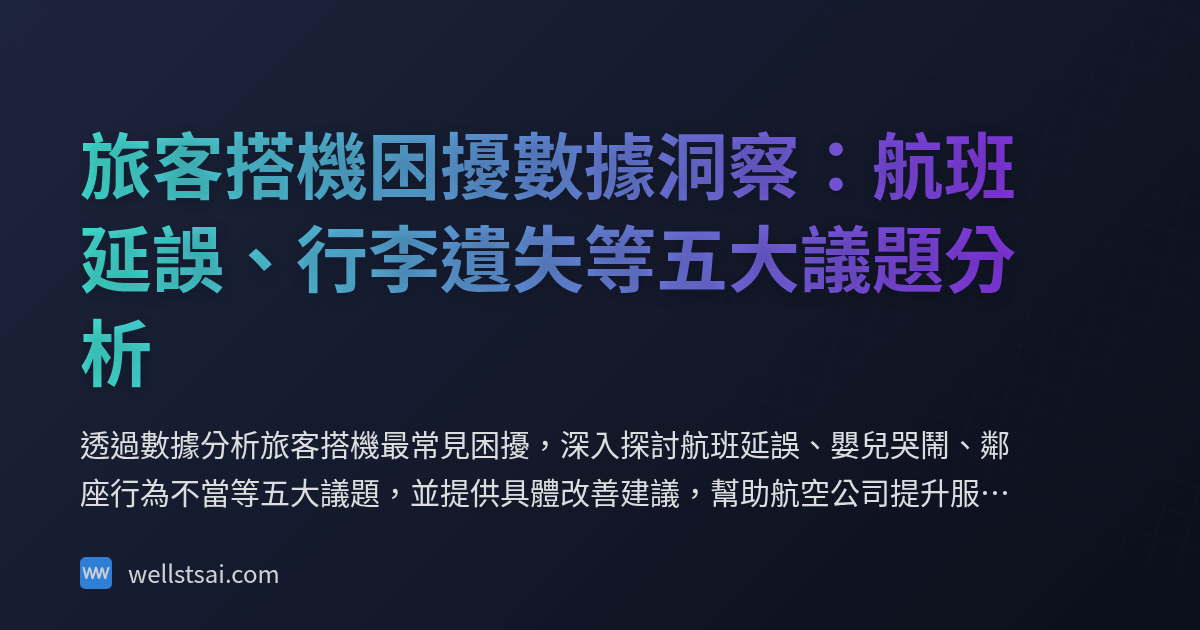 旅客搭機困擾數據洞察：航班
延誤、行李遺失等五大議題分
析
透過數據分析旅客搭機最常見困擾，深入探討航班延誤、嬰兒哭鬧、鄰
座行為不當等五大議題，並提供具體改善建議，幫助航空公司提升服…
W wellstsai.com